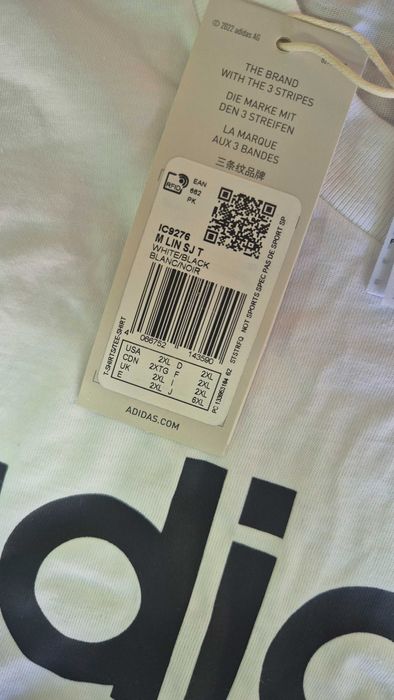 © 2022 adidas AG
THE BRAND
WITH THE 3 STRIPES
DIE MARKE MIT
DEN 3 STREIFEN
LA MARQUE
AUX 3 BANDES
三条纹品牌
RFID
EAN
662
PK
IC9276
M LIN SJ T
WHITE/BLACK
BLANC/NOIR
4 066752 143590
T-SHIRTS/TEE-SHIRT
USA 2XL D 2XL
CDN 2XTG F 2XL
UK 2XL I 2XL
E 2XL J 6XL
STSTRFQ NOT SPORTS SPEC PAS DE SPORT SP
ADIDAS.COM
adid